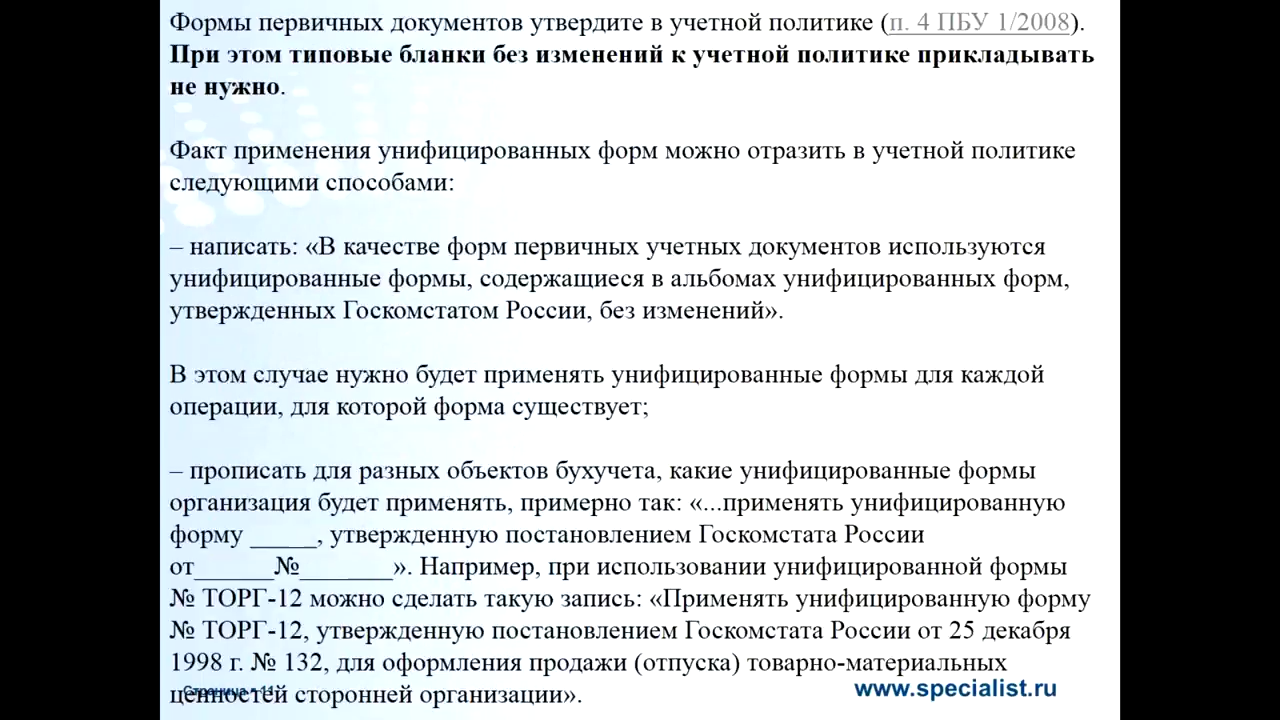 Формы первичных документов утвердите в учетной политике (п. 4 ПБУ 1/2008).
При этом типовые бланки без изменений к учетной политике прикладывать
не нужно.
Факт применения унифицированных форм можно отразить в учетной политике
следующими способами:
– написать: «В качестве форм первичных учетных документов используются
унифицированные формы, содержащиеся в альбомах унифицированных форм,
утвержденных Госкомстатом России, без изменений».
В этом случае нужно будет применять унифицированные формы для каждой
операции, для которой форма существует;
– прописать для разных объектов бухучета, какие унифицированные формы
организация будет применять, примерно так: «...применять унифицированную
форму _____, утвержденную постановлением Госкомстата России
от______№_______». Например, при использовании унифицированной формы
№ ТОРГ-12 можно сделать такую запись: «Применять унифицированную форму
№ ТОРГ-12, утвержденную постановлением Госкомстата России от 25 декабря
1998 г. № 132, для оформления продажи (отпуска) товарно-материальных
ценностей сторонней организации».
Страница
www.specialist.ru